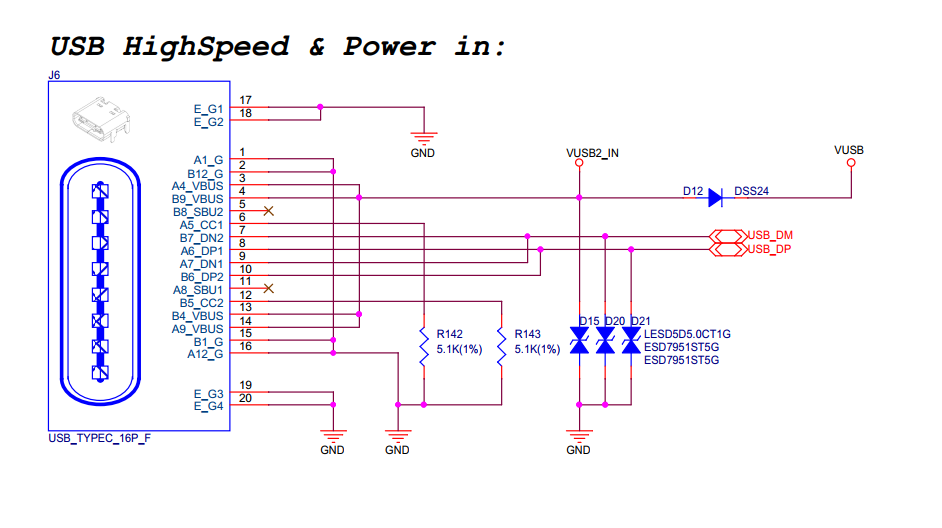 USB HighSpeed & Power in:
J6
E_G1 17
E_G2 18
GND
A1_G 1
B12_G 2
A4_VBUS 3
B9_VBUS 4
B8_SBU2 5
A5_CC1 6
B7_DN2 7
A6_DP1 8
A7_DN1 9
B6_DP2 10
A8_SBU1 11
B5_CC2 12
B4_VBUS 13
A9_VBUS 14
B1_G 15
A12_G 16
E_G3 19
E_G4 20
USB_TYPEC_16P_F
VUSB2_IN
VUSB
D12 DSS24
USB_DM
USB_DP
R142
5.1K(1%)
R143
5.1K(1%)
D15 D20 D21
LESD5D5.0CT1G
ESD7951ST5G
ESD7951ST5G
GND
GND
GND